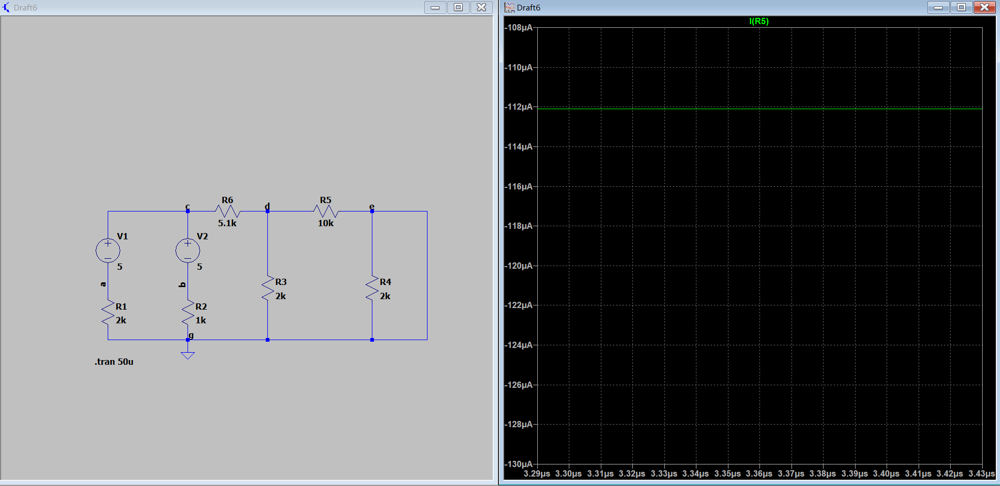 Draft6
c
R6
5.1k
d
R5
10k
e
V1
5
V2
5
a
b
R3
2k
R4
2k
R1
2k
R2
1k
g
.tran 50u
Draft6
I(R5)
-108µA
-110µA
-112µA
-114µA
-116µA
-118µA
-120µA
-122µA
-124µA
-126µA
-128µA
-130µA
3.29µs 3.30µs 3.31µs 3.32µs 3.33µs 3.34µs 3.35µs 3.36µs 3.37µs 3.38µs 3.39µs 3.40µs 3.41µs 3.42µs 3.43µs